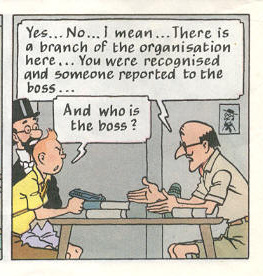 Yes... No... I mean... There is
a branch of the organisation
here... You were recognised
and someone reported to the
boss...
And who is
the boss?